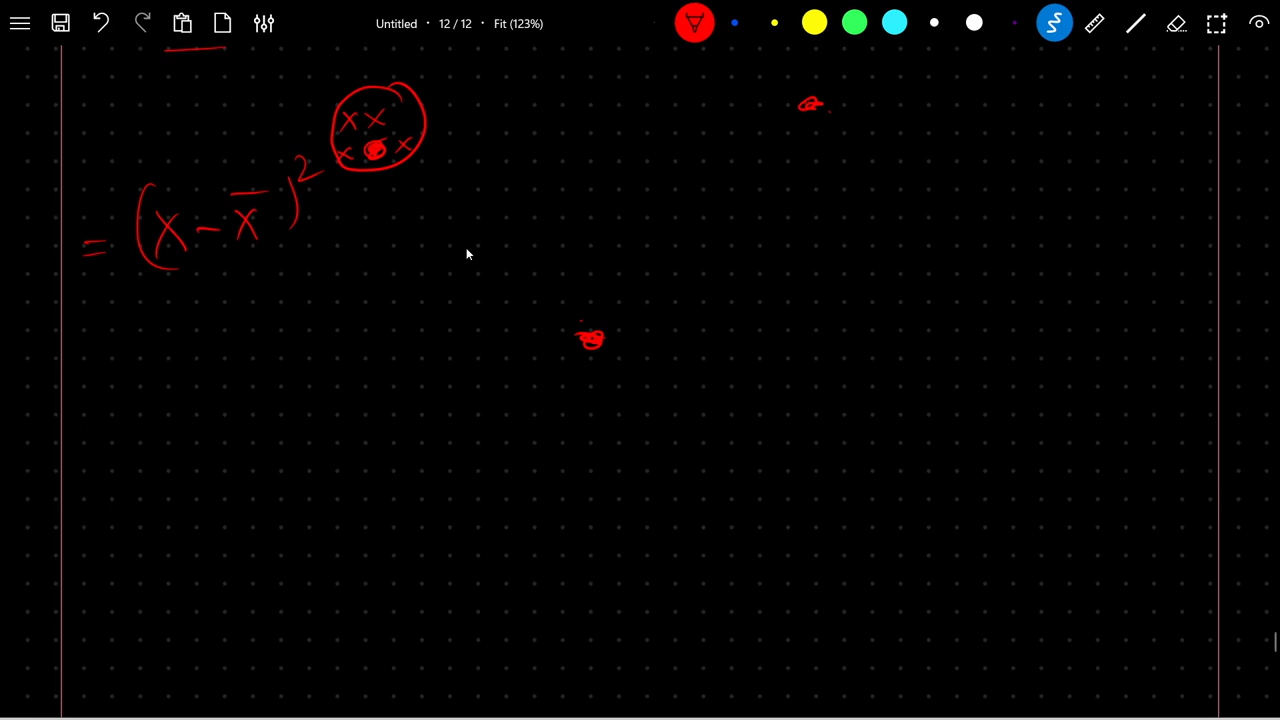 Untitled • 12 / 12 • Fit (123%)
x x
x x
= (x - x̄)²